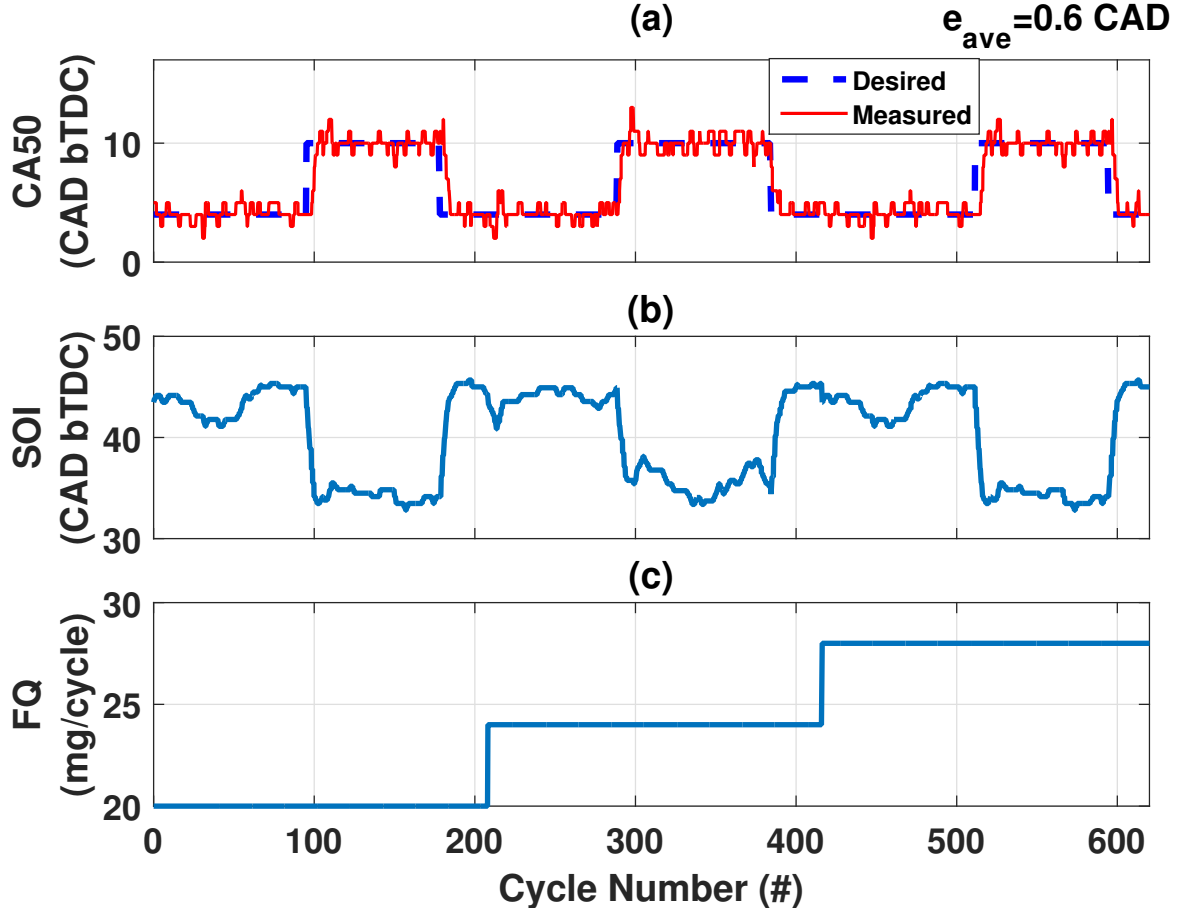 (a)
e_ave=0.6 CAD
CA50
(CAD bTDC)
10
0
Desired
Measured
(b)
SOI
(CAD bTDC)
50
40
30
(c)
FQ
(mg/cycle)
30
25
20
0 100 200 300 400 500 600
Cycle Number (#)